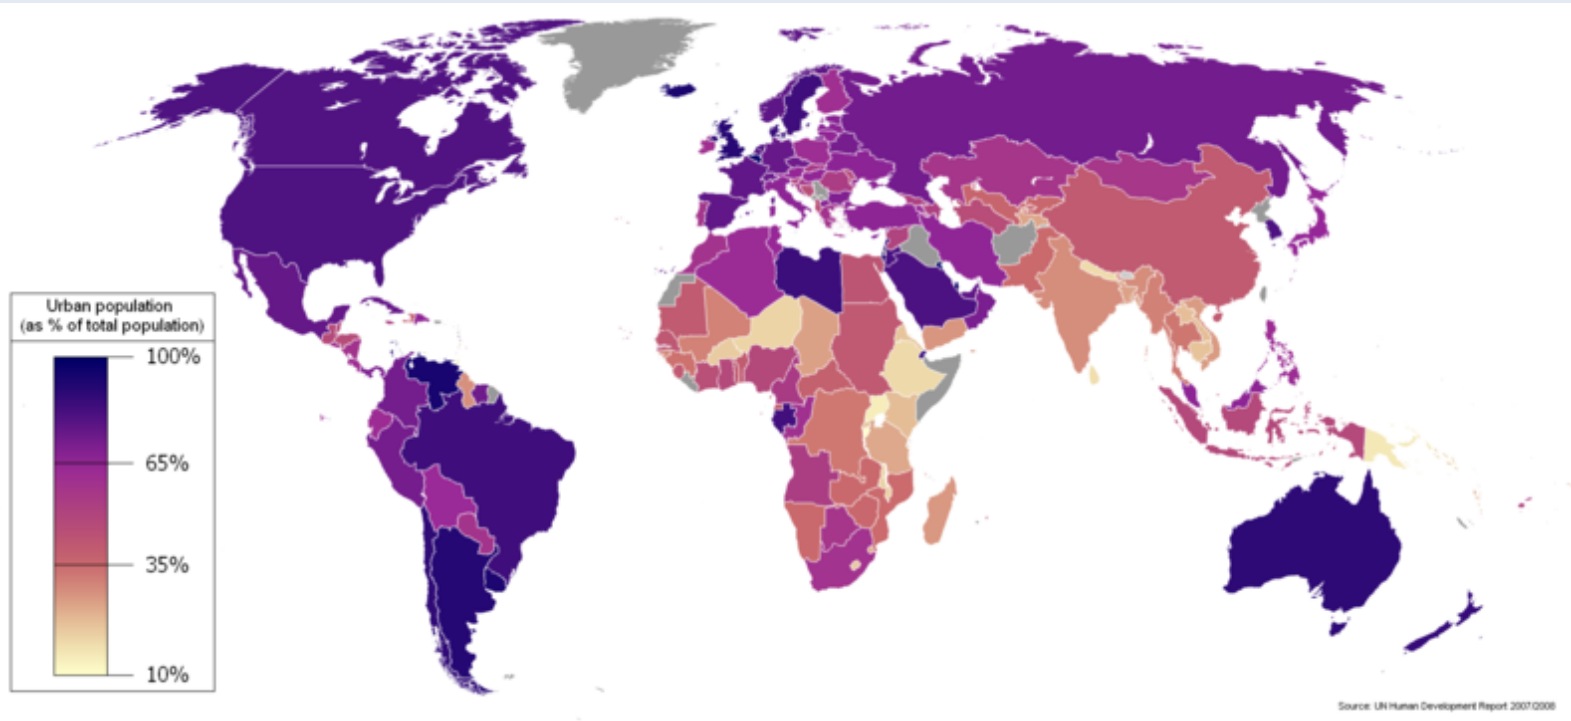 Urban population
(as % of total population)
100%
65%
35%
10%
Source: UN Human Development Report 2007/2008